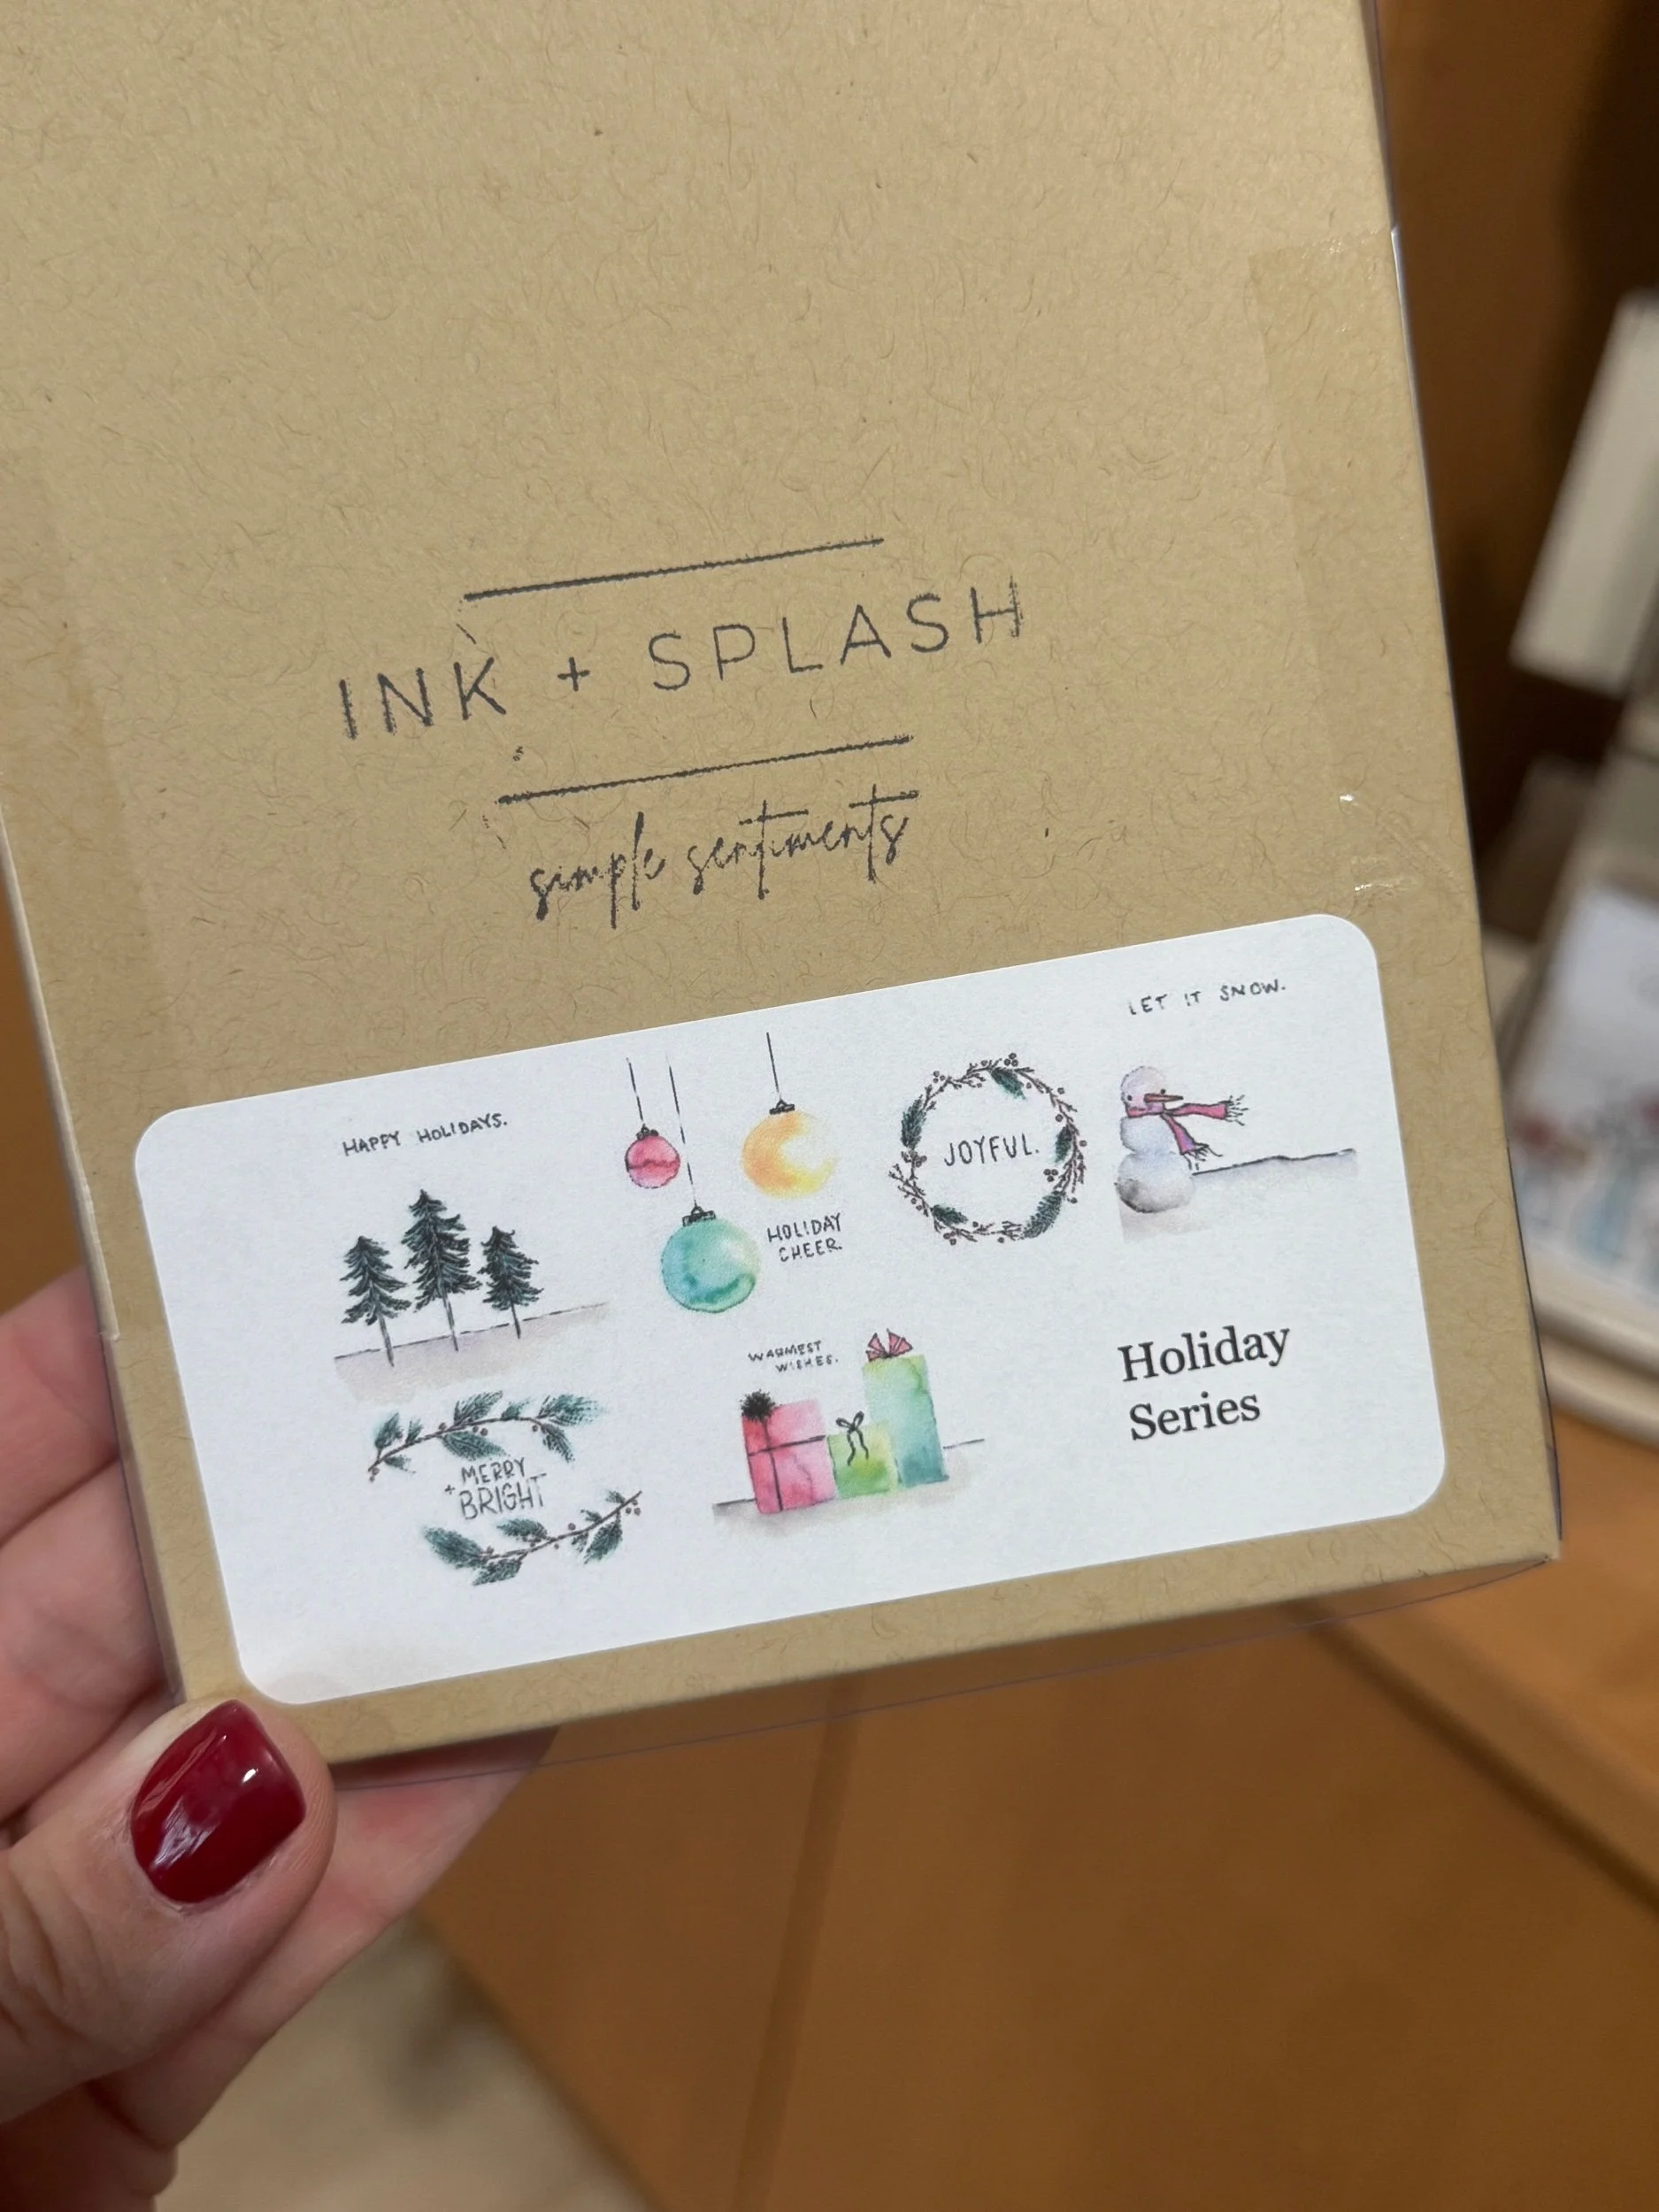 INK + SPLASH
simple sentiments
HAPPY HOLIDAYS.
HOLIDAY
CHEER.
JOYFUL.
LET IT SNOW.
MERRY
+ BRIGHT
WARMEST
WISHES.
Holiday
Series